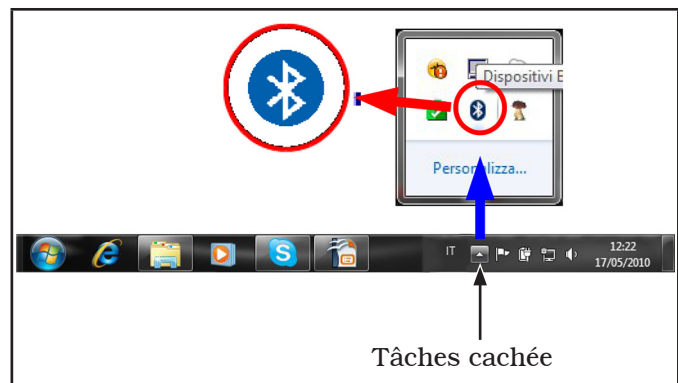 Dispositivi B
Personalizza...
IT
12:22
17/05/2010
Tâches cachée